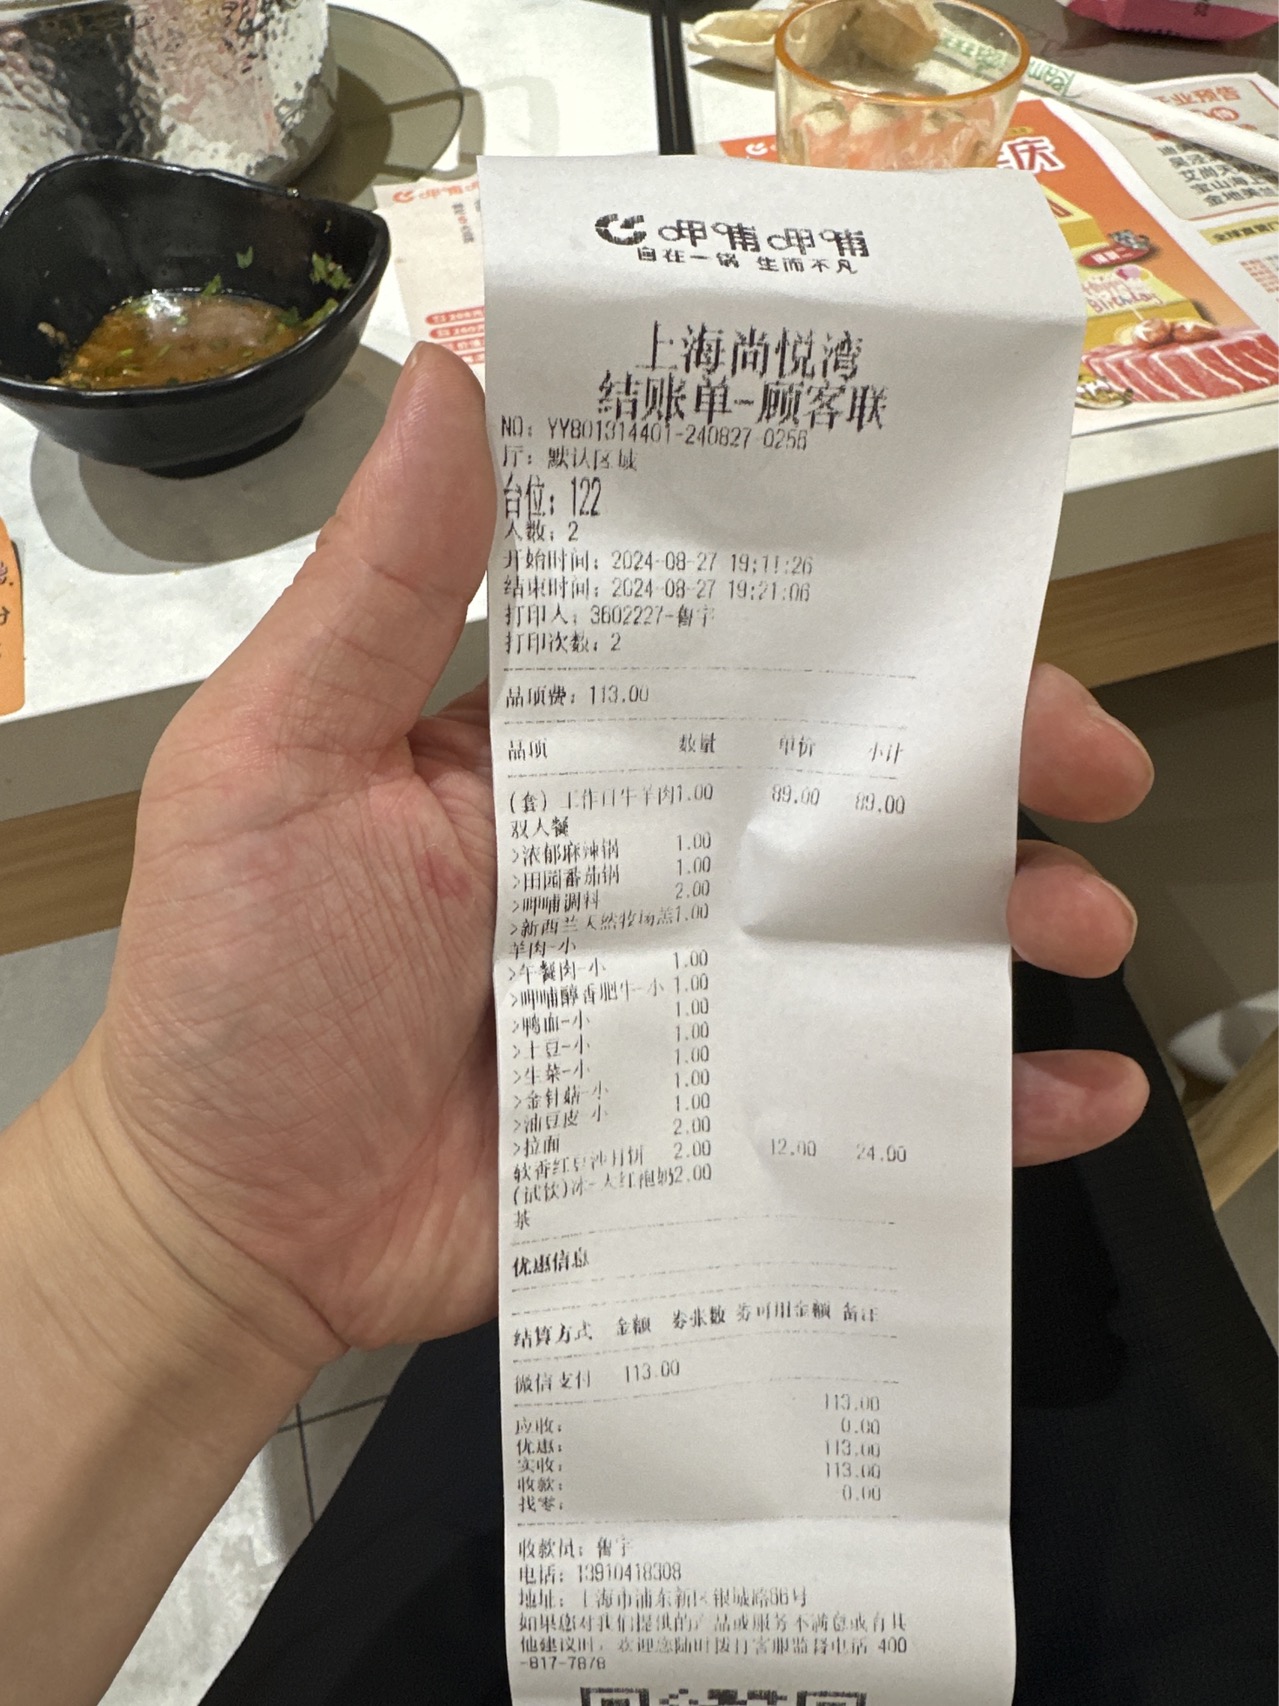 呷哺呷哺
自在一锅 生而不凡
上海尚悦湾
结账单-顾客联
NO: YYB01314401-240827-0256
厅: 默认区域
台位: 122
人数: 2
开始时间: 2024-08-27 19:11:26
结束时间: 2024-08-27 19:21:06
打印人: 3602227-鲁宇
打印次数: 2
品项费: 113.00
品项 数量 单价 小计
(套) 工作日牛羊肉1.00 89.00 89.00
双人餐
>浓郁麻辣锅 1.00
>田园番茄锅 1.00
>呷哺调料 2.00
>新西兰天然牧场羔1.00
羊肉-小
>午餐肉-小 1.00
>呷哺醇香肥牛-小 1.00
>鸭血-小 1.00
>土豆-小 1.00
>生菜-小 1.00
>金针菇-小 1.00
>油豆皮-小 1.00
>拉面 2.00
软香红豆沙月饼 2.00 12.00 24.00
(试饮)冰-大红袍奶2.00
茶
优惠信息
结算方式 金额 券张数 券可用金额 备注
微信支付 113.00
应收: 113.00
优惠: 0.00
实收: 113.00
收款: 113.00
找零: 0.00
收款员: 鲁宇
电话: 13910418308
地址: 上海市浦东新区银城路86号
如果您对我们提供的产品或服务不满意或有其
他建议时, 欢迎您随时拨打客服监督电话 400
-817-7878
Happy
Birthday
庆
业预告